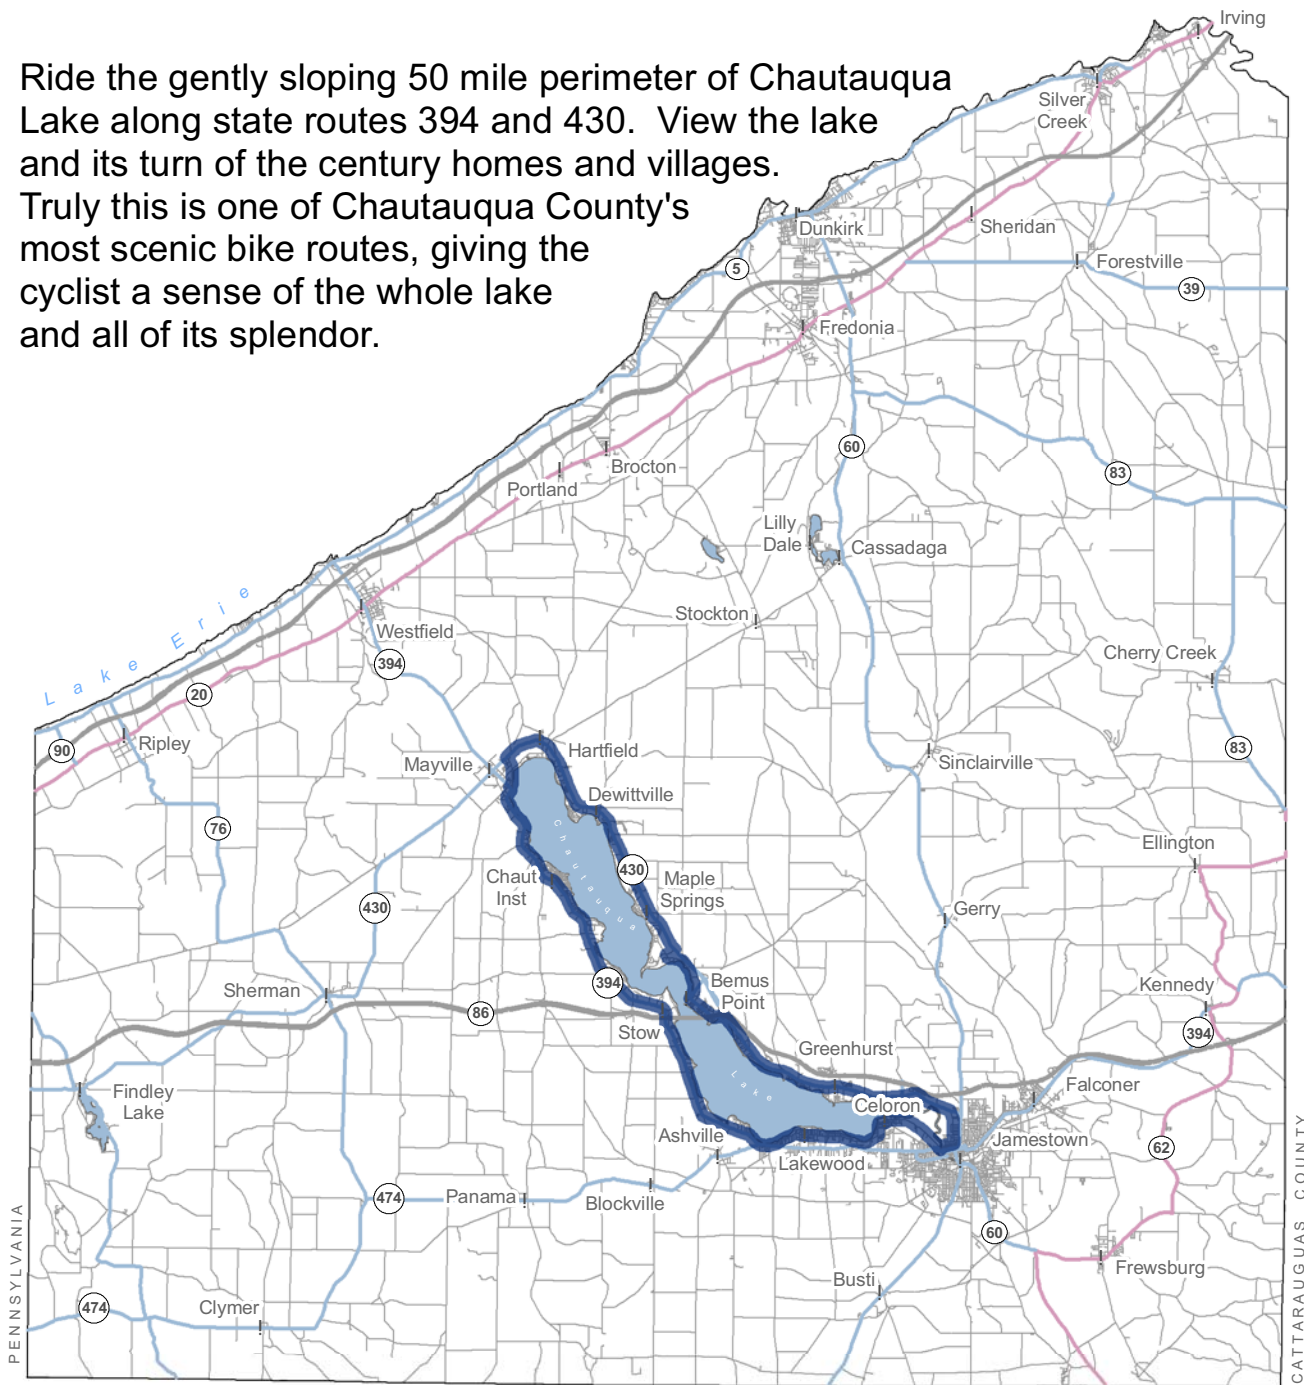 Ride the gently sloping 50 mile perimeter of Chautauqua
Lake along state routes 394 and 430.  View the lake
and its turn of the century homes and villages.
Truly this is one of Chautauqua County's
most scenic bike routes, giving the
cyclist a sense of the whole lake
and all of its splendor.
Irving
Silver
Creek
Dunkirk
Sheridan
Forestville
5
39
Fredonia
60
Brocton
83
Portland
Lilly
Dale
Cassadaga
Lake Erie
Stockton
Westfield
394
Cherry Creek
20
Ripley
90
Hartfield
Mayville
Sinclairville
83
Dewittville
76
Chautauqua
Ellington
430
Chaut
Inst
Maple
Springs
430
Gerry
Sherman
394
Bemus
Point
Kennedy
86
Stow
394
Greenhurst
Findley
Lake
Lake
Falconer
Celoron
Ashville
Jamestown
62
Lakewood
474
Panama
Blockville
60
Frewsburg
Busti
474
Clymer
PENNSYLVANIA
CATTARAUGUAS COUNTY